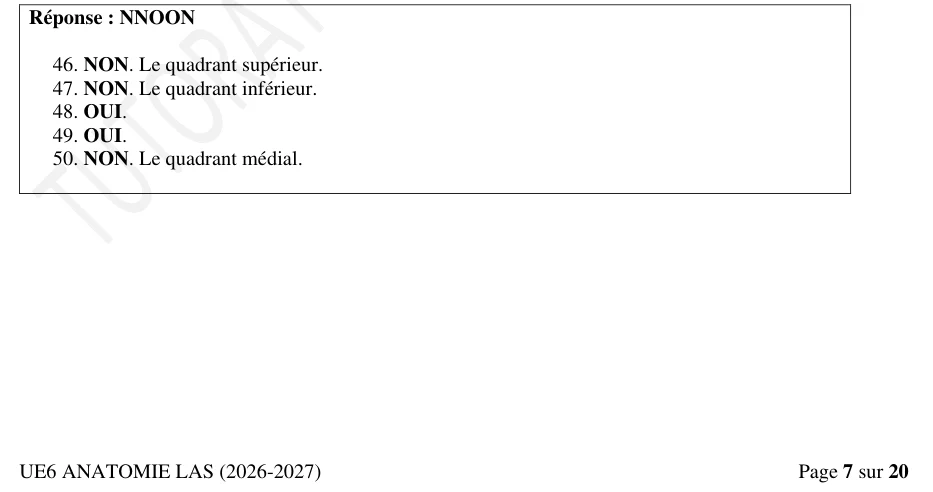 Réponse : NNOON
46. NON. Le quadrant supérieur.
47. NON. Le quadrant inférieur.
48. OUI.
49. OUI.
50. NON. Le quadrant médial.
TUTORAT
UE6 ANATOMIE LAS (2026-2027) Page 7 sur 20